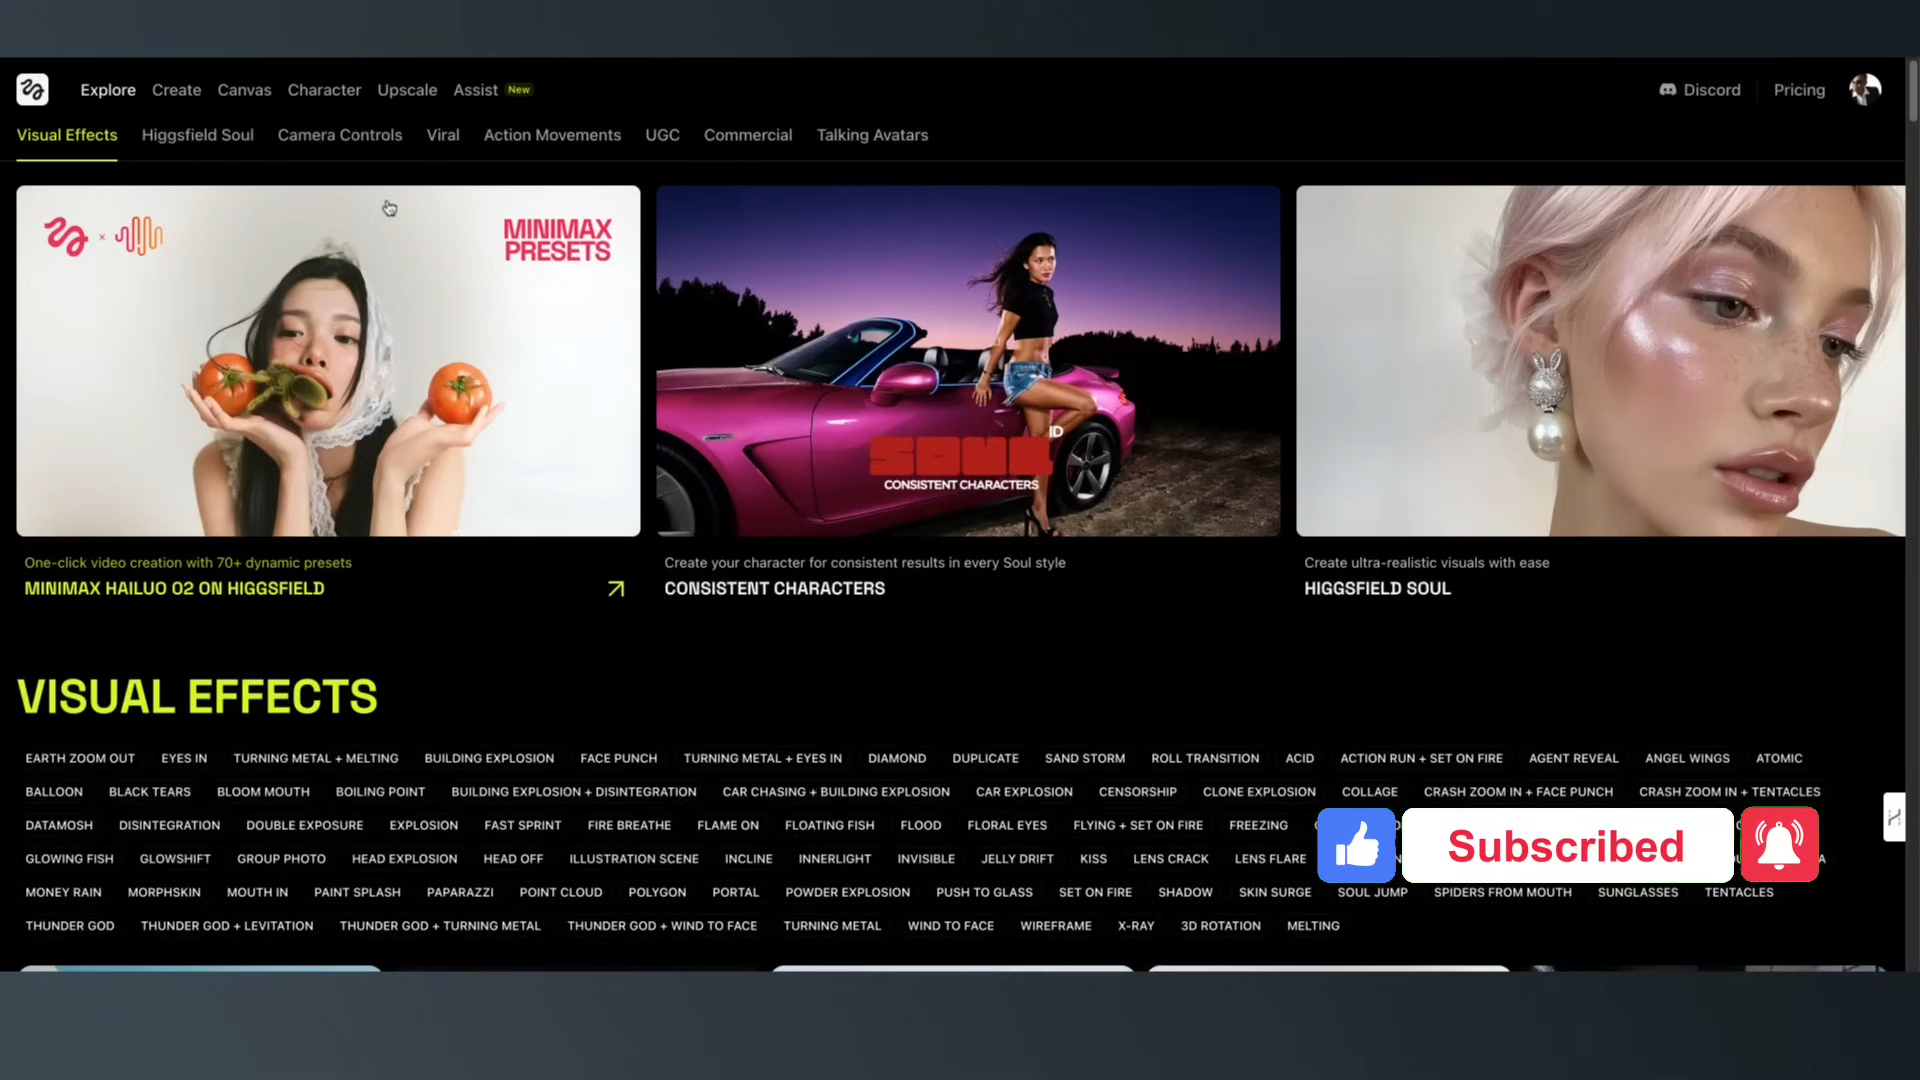 Explore Create Canvas Character Upscale Assist New Discord Pricing
Visual Effects Higgsfield Soul Camera Controls Viral Action Movements UGC Commercial Talking Avatars
MINIMAX
PRESETS
SOUL ID
CONSISTENT CHARACTERS
One-click video creation with 70+ dynamic presets
MINIMAX HAILUO 02 ON HIGGSFIELD
Create your character for consistent results in every Soul style
CONSISTENT CHARACTERS
Create ultra-realistic visuals with ease
HIGGSFIELD SOUL
VISUAL EFFECTS
EARTH ZOOM OUT EYES IN TURNING METAL + MELTING BUILDING EXPLOSION FACE PUNCH TURNING METAL + EYES IN DIAMOND DUPLICATE SAND STORM ROLL TRANSITION ACID ACTION RUN + SET ON FIRE AGENT REVEAL ANGEL WINGS ATOMIC
BALLOON BLACK TEARS BLOOM MOUTH BOILING POINT BUILDING EXPLOSION + DISINTEGRATION CAR CHASING + BUILDING EXPLOSION CAR EXPLOSION CENSORSHIP CLONE EXPLOSION COLLAGE CRASH ZOOM IN + FACE PUNCH CRASH ZOOM IN + TENTACLES
DATAMOSH DISINTEGRATION DOUBLE EXPOSURE EXPLOSION FAST SPRINT FIRE BREATHE FLAME ON FLOATING FISH FLOOD FLORAL EYES FLYING + SET ON FIRE FREEZING
GLOWING FISH GLOWSHIFT GROUP PHOTO HEAD EXPLOSION HEAD OFF ILLUSTRATION SCENE INCLINE INNERLIGHT INVISIBLE JELLY DRIFT KISS LENS CRACK LENS FLARE
Subscribed
MONEY RAIN MORPHSKIN MOUTH IN PAINT SPLASH PAPARAZZI POINT CLOUD POLYGON PORTAL POWDER EXPLOSION PUSH TO GLASS SET ON FIRE SHADOW SKIN SURGE SOUL JUMP SPIDERS FROM MOUTH SUNGLASSES TENTACLES
THUNDER GOD THUNDER GOD + LEVITATION THUNDER GOD + TURNING METAL THUNDER GOD + WIND TO FACE TURNING METAL WIND TO FACE WIREFRAME X-RAY 3D ROTATION MELTING